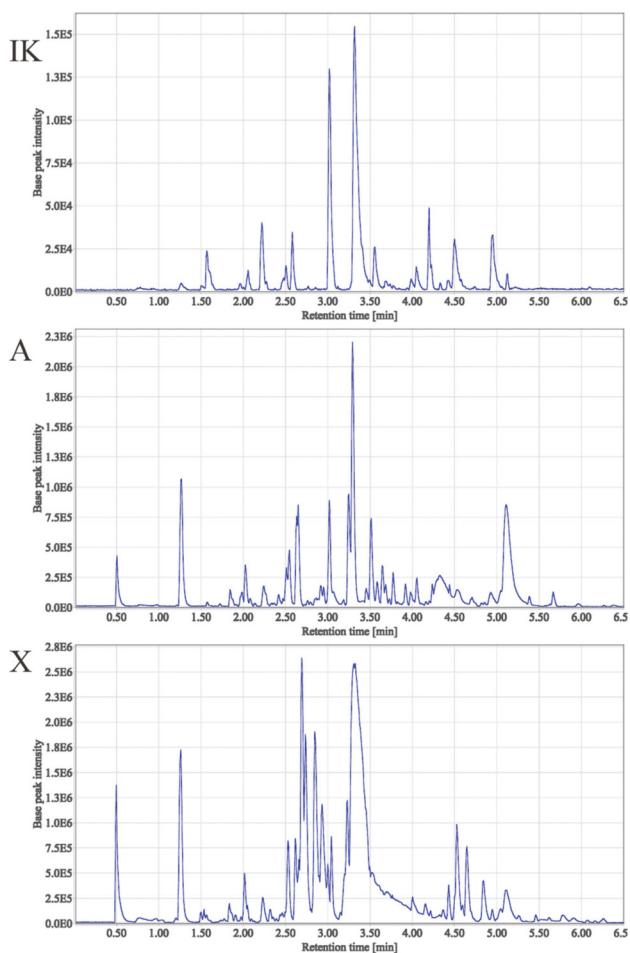 IK
Base peak intensity
1.5E5
1.3E5
1.0E5
7.5E4
5.0E4
2.5E4
0.0E0
0.50 1.00 1.50 2.00 2.50 3.00 3.50 4.00 4.50 5.00 5.50 6.00 6.5
Retention time [min]
A
Base peak intensity
2.3E6
2.0E6
1.8E6
1.5E6
1.3E6
1.0E6
7.5E5
5.0E5
2.5E5
0.0E0
0.50 1.00 1.50 2.00 2.50 3.00 3.50 4.00 4.50 5.00 5.50 6.00 6.5
Retention time [min]
X
Base peak intensity
2.8E6
2.5E6
2.3E6
2.0E6
1.8E6
1.5E6
1.3E6
1.0E6
7.5E5
5.0E5
2.5E5
0.0E0
0.50 1.00 1.50 2.00 2.50 3.00 3.50 4.00 4.50 5.00 5.50 6.00 6.5
Retention time [min]